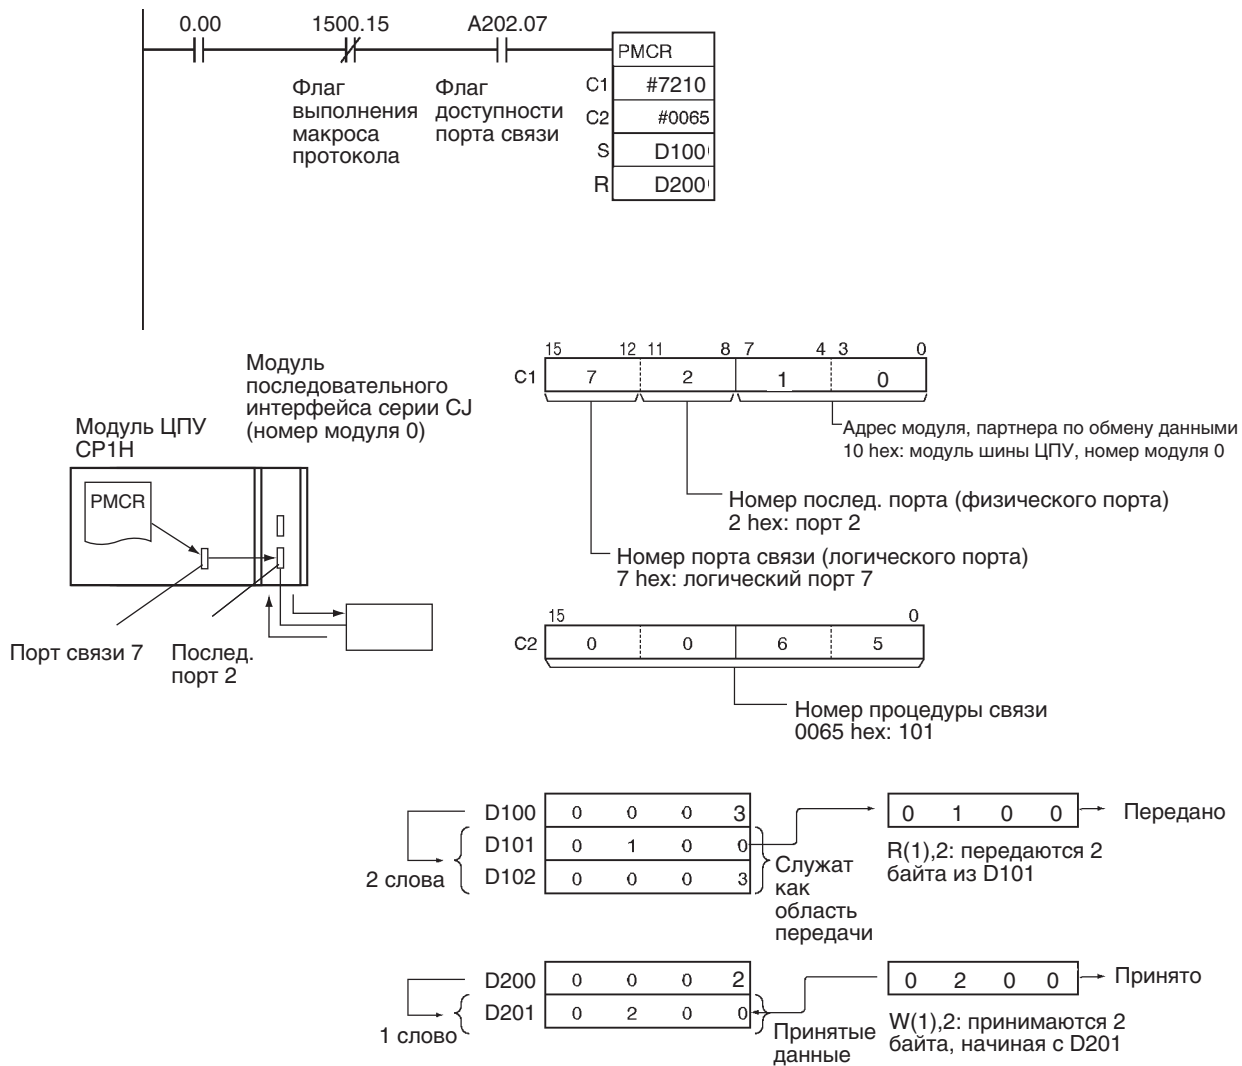 0.00 1500.15 A202.07
PMCR
C1 #7210
C2 #0065
S D100
R D200
Флаг
выполнения
макроса
протокола
Флаг
доступности
порта связи
Модуль
последовательного
интерфейса серии CJ
(номер модуля 0)
Модуль ЦПУ
CP1H
PMCR
Порт связи 7
Послед.
порт 2
15 12 11 8 7 4 3 0
C1 7 2 1 0
Адрес модуля, партнера по обмену данными
10 hex: модуль шины ЦПУ, номер модуля 0
Номер послед. порта (физического порта)
2 hex: порт 2
Номер порта связи (логического порта)
7 hex: логический порт 7
15 0
C2 0 0 6 5
Номер процедуры связи
0065 hex: 101
D100 0 0 0 3
D101 0 1 0 0
D102 0 0 0 3
2 слова
Служат
как
область
передачи
0 1 0 0 Передано
R(1),2: передаются 2
байта из D101
D200 0 0 0 2
D201 0 2 0 0
1 слово
Принятые
данные
0 2 0 0 Принято
W(1),2: принимаются 2
байта, начиная с D201